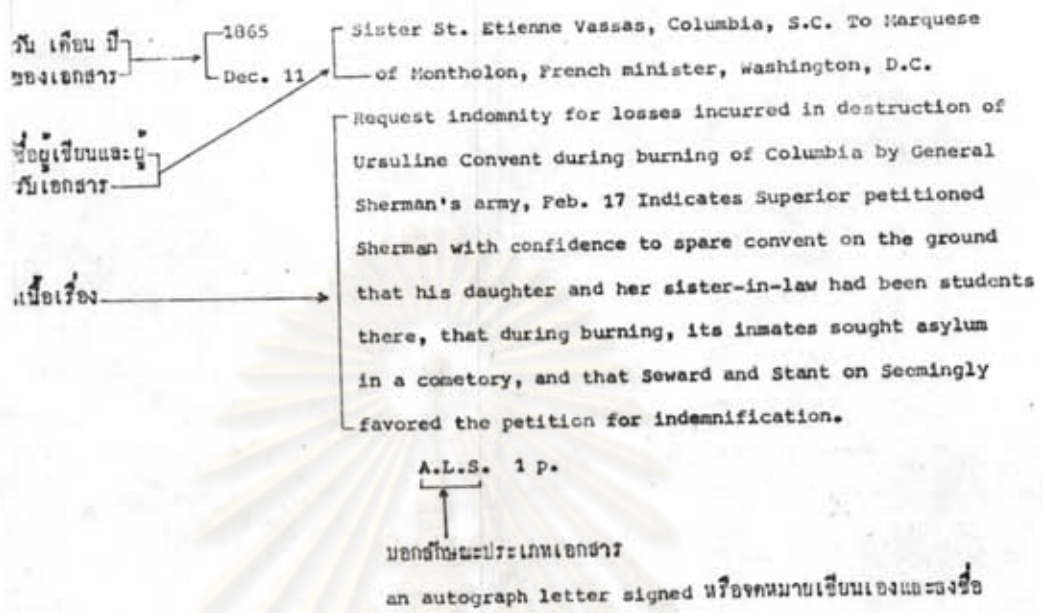 วัน เดือน ปี
ของเอกสาร
1865
Dec. 11
Sister St. Etienne Vassas, Columbia, S.C. To Marquese
of Montholon, French minister, Washington, D.C.
ชื่อผู้เขียนและผู้
รับเอกสาร
Request indemnity for losses incurred in destruction of
Ursuline Convent during burning of Columbia by General
Sherman's army, Feb. 17 Indicates Superior petitioned
Sherman with confidence to spare convent on the ground
เนื้อเรื่อง
that his daughter and her sister-in-law had been students
there, that during burning, its inmates sought asylum
in a cometory, and that Seward and Stant on Seemingly
favored the petition for indemnification.
A.L.S. 1 p.
บอกลักษณะประเภทเอกสาร
an autograph letter signed หรือจดหมายเขียนเองและลงชื่อ